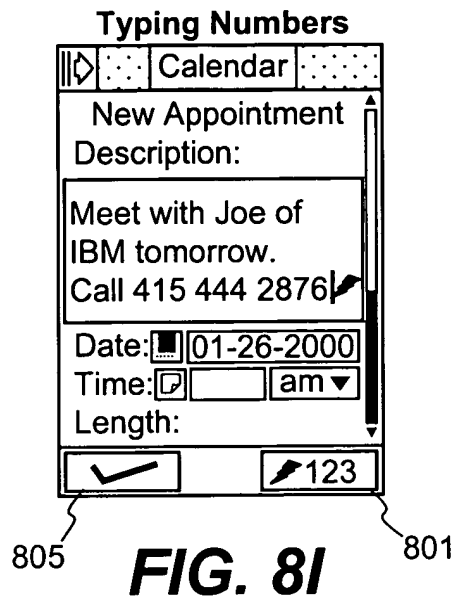 Typing Numbers
Calendar
New Appointment
Description:
Meet with Joe of
IBM tomorrow.
Call 415 444 2876
Date: 01-26-2000
Time: am
Length:
123
805
801
FIG. 8I